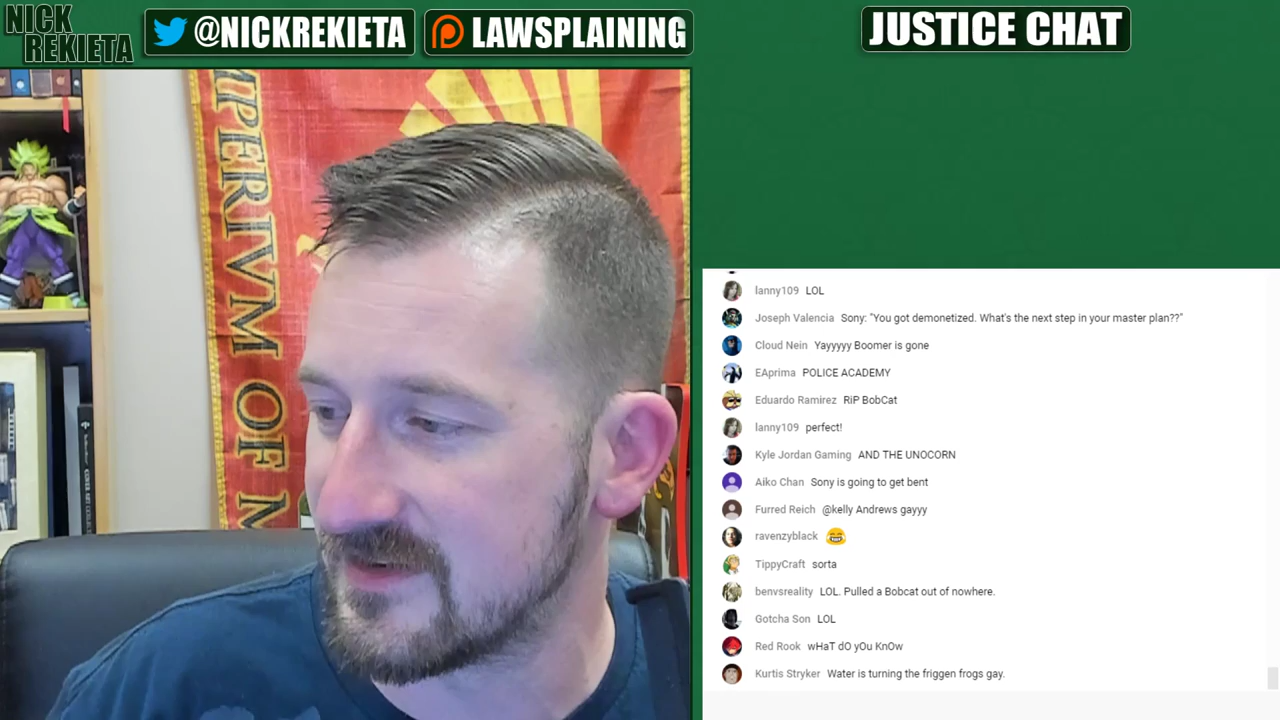 NICK
REKIETA
@NICKREKIETA
LAWSPLAINING
JUSTICE CHAT
IMPERIVM OF M
lanny109 LOL
Joseph Valencia Sony: "You got demonetized. What's the next step in your master plan??"
Cloud Nein Yayyyyy Boomer is gone
EAprima POLICE ACADEMY
Eduardo Ramirez RiP BobCat
lanny109 perfect!
Kyle Jordan Gaming AND THE UNOCORN
Aiko Chan Sony is going to get bent
Furred Reich @kelly Andrews gayyy
ravenzyblack 😂
TippyCraft sorta
benvsreality LOL. Pulled a Bobcat out of nowhere.
Gotcha Son LOL
Red Rook wHaT dO yOu KnOw
Kurtis Stryker Water is turning the friggen frogs gay.